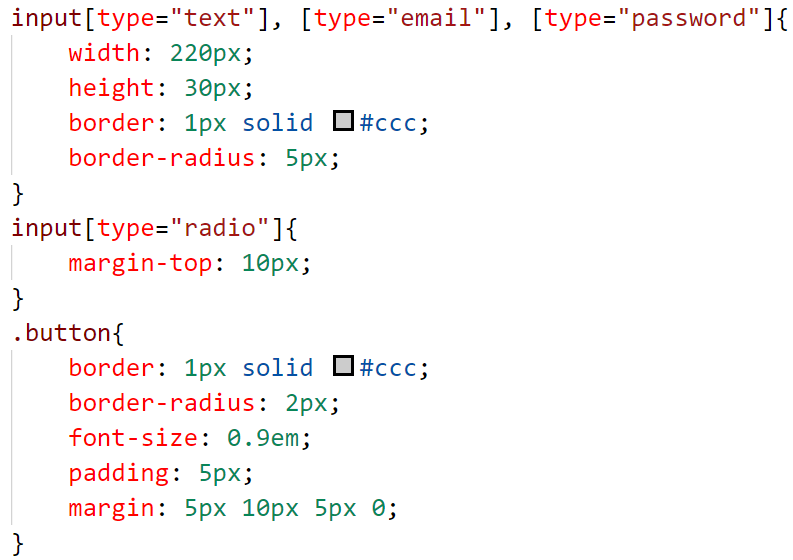 input[type="text"], [type="email"], [type="password"]{
    width: 220px;
    height: 30px;
    border: 1px solid #ccc;
    border-radius: 5px;
}
input[type="radio"]{
    margin-top: 10px;
}
.button{
    border: 1px solid #ccc;
    border-radius: 2px;
    font-size: 0.9em;
    padding: 5px;
    margin: 5px 10px 5px 0;
}